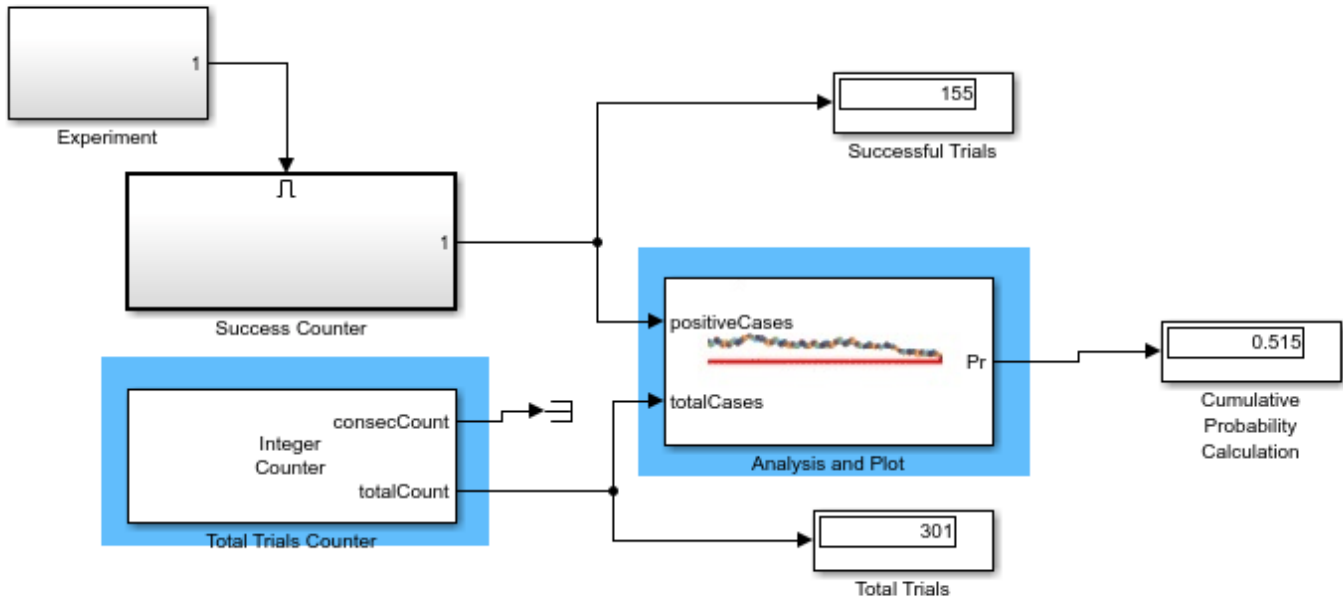 1
Experiment
155
Successful Trials
1
Success Counter
positiveCases
Pr
totalCases
Analysis and Plot
0.515
Cumulative
Probability
Calculation
consecCount
Integer
Counter
totalCount
Total Trials Counter
301
Total Trials